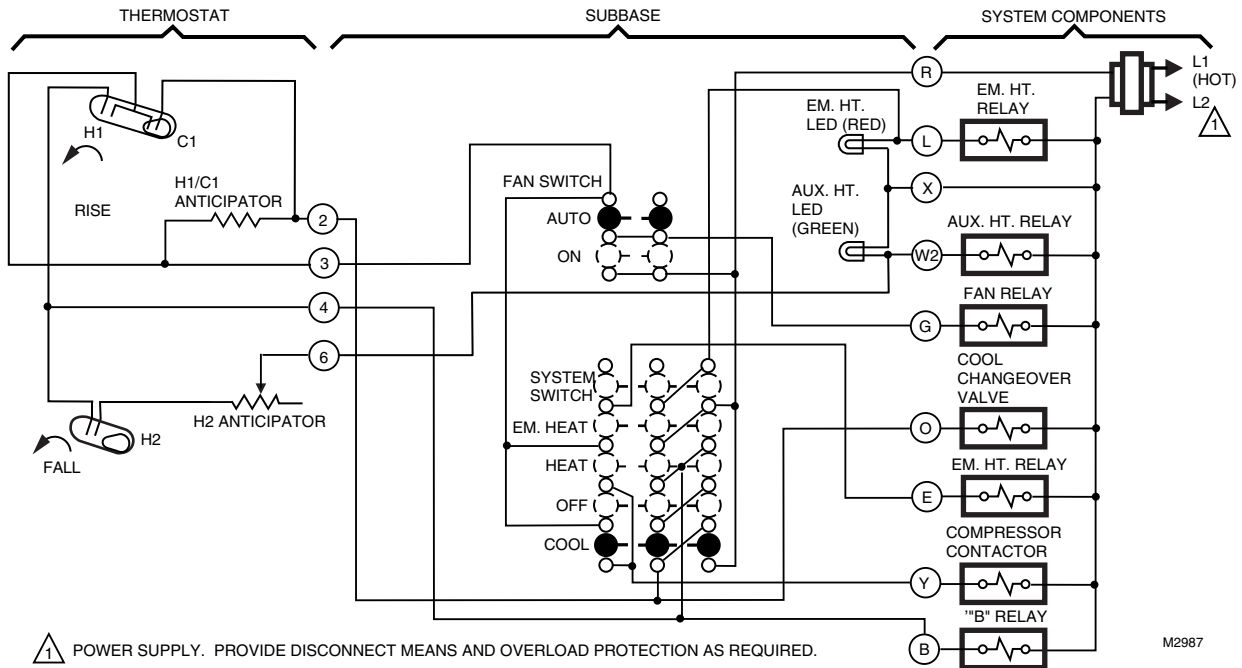 THERMOSTAT
SUBBASE
SYSTEM COMPONENTS
R
L1
(HOT)
L2
1
EM. HT.
RELAY
EM. HT.
LED (RED)
L
H1
C1
H1/C1
ANTICIPATOR
RISE
FAN SWITCH
AUTO
ON
X
AUX. HT.
LED
(GREEN)
AUX. HT. RELAY
W2
2
3
4
6
FAN RELAY
G
COOL
CHANGEOVER
VALVE
O
SYSTEM
SWITCH
EM. HEAT
HEAT
OFF
COOL
H2 ANTICIPATOR
H2
FALL
EM. HT. RELAY
E
COMPRESSOR
CONTACTOR
Y
'"B" RELAY
B
1 POWER SUPPLY. PROVIDE DISCONNECT MEANS AND OVERLOAD PROTECTION AS REQUIRED.
M2987